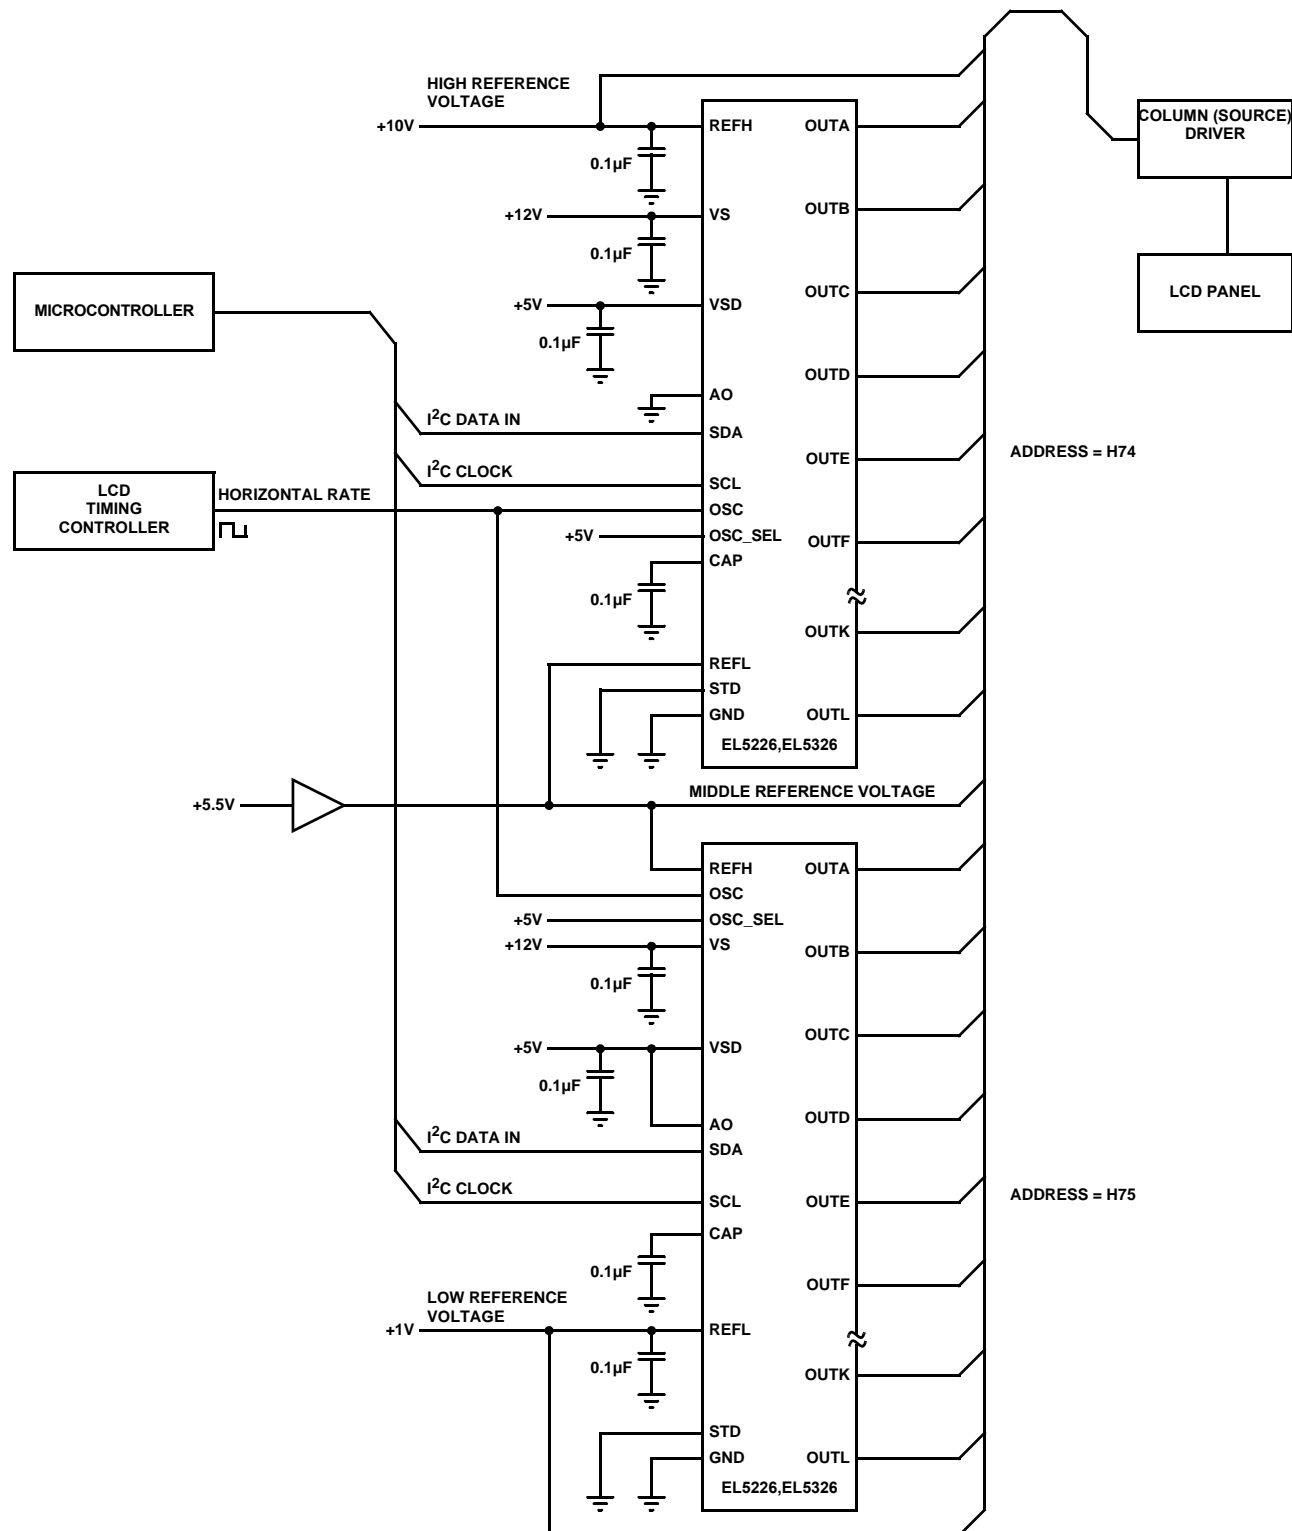 HIGH REFERENCE
VOLTAGE
+10V
REFH
OUTA
COLUMN (SOURCE)
DRIVER
0.1µF
+12V
VS
OUTB
0.1µF
MICROCONTROLLER
+5V
VSD
OUTC
LCD PANEL
0.1µF
OUTD
AO
I²C DATA IN
SDA
OUTE
ADDRESS = H74
I²C CLOCK
SCL
LCD
TIMING
CONTROLLER
HORIZONTAL RATE
OSC
+5V
OSC_SEL
OUTF
CAP
0.1µF
OUTK
REFL
STD
GND
OUTL
EL5226,EL5326
+5.5V
MIDDLE REFERENCE VOLTAGE
REFH
OUTA
OSC
+5V
OSC_SEL
+12V
VS
OUTB
0.1µF
OUTC
+5V
VSD
0.1µF
OUTD
AO
I²C DATA IN
SDA
I²C CLOCK
SCL
OUTE
ADDRESS = H75
CAP
0.1µF
OUTF
LOW REFERENCE
VOLTAGE
+1V
REFL
0.1µF
OUTK
STD
GND
OUTL
EL5226,EL5326